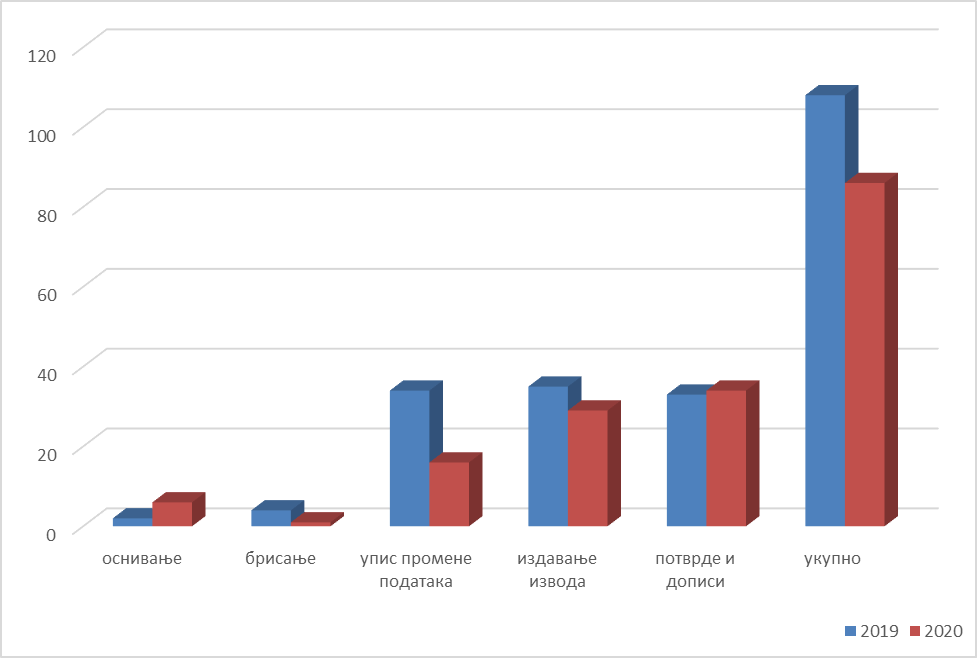 120
100
80
60
40
20
0
оснивање
брисање
упис промене
података
издавање
извода
потврде и
дописи
укупно
2019
2020